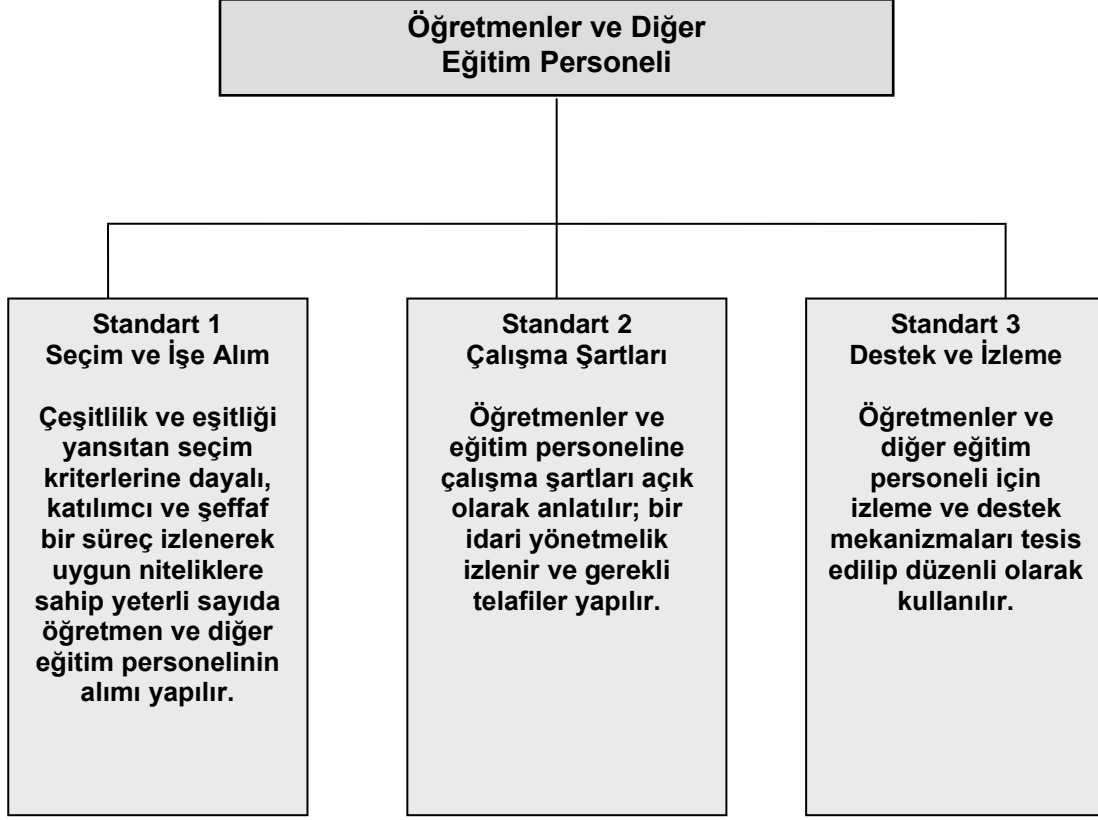 Öğretmenler ve Diğer
Eğitim Personeli
Standart 1
Seçim ve İşe Alım
Çeşitlilik ve eşitliği
yansıtan seçim
kriterlerine dayalı,
katılımcı ve şeffaf
bir süreç izlenerek
uygun niteliklere
sahip yeterli sayıda
öğretmen ve diğer
eğitim personelinin
alımı yapılır.
Standart 2
Çalışma Şartları
Öğretmenler ve
eğitim personeline
çalışma şartları açık
olarak anlatılır; bir
idari yönetmelik
izlenir ve gerekli
telafiler yapılır.
Standart 3
Destek ve İzleme
Öğretmenler ve
diğer eğitim
personeli için
izleme ve destek
mekanizmaları tesis
edilip düzenli olarak
kullanılır.